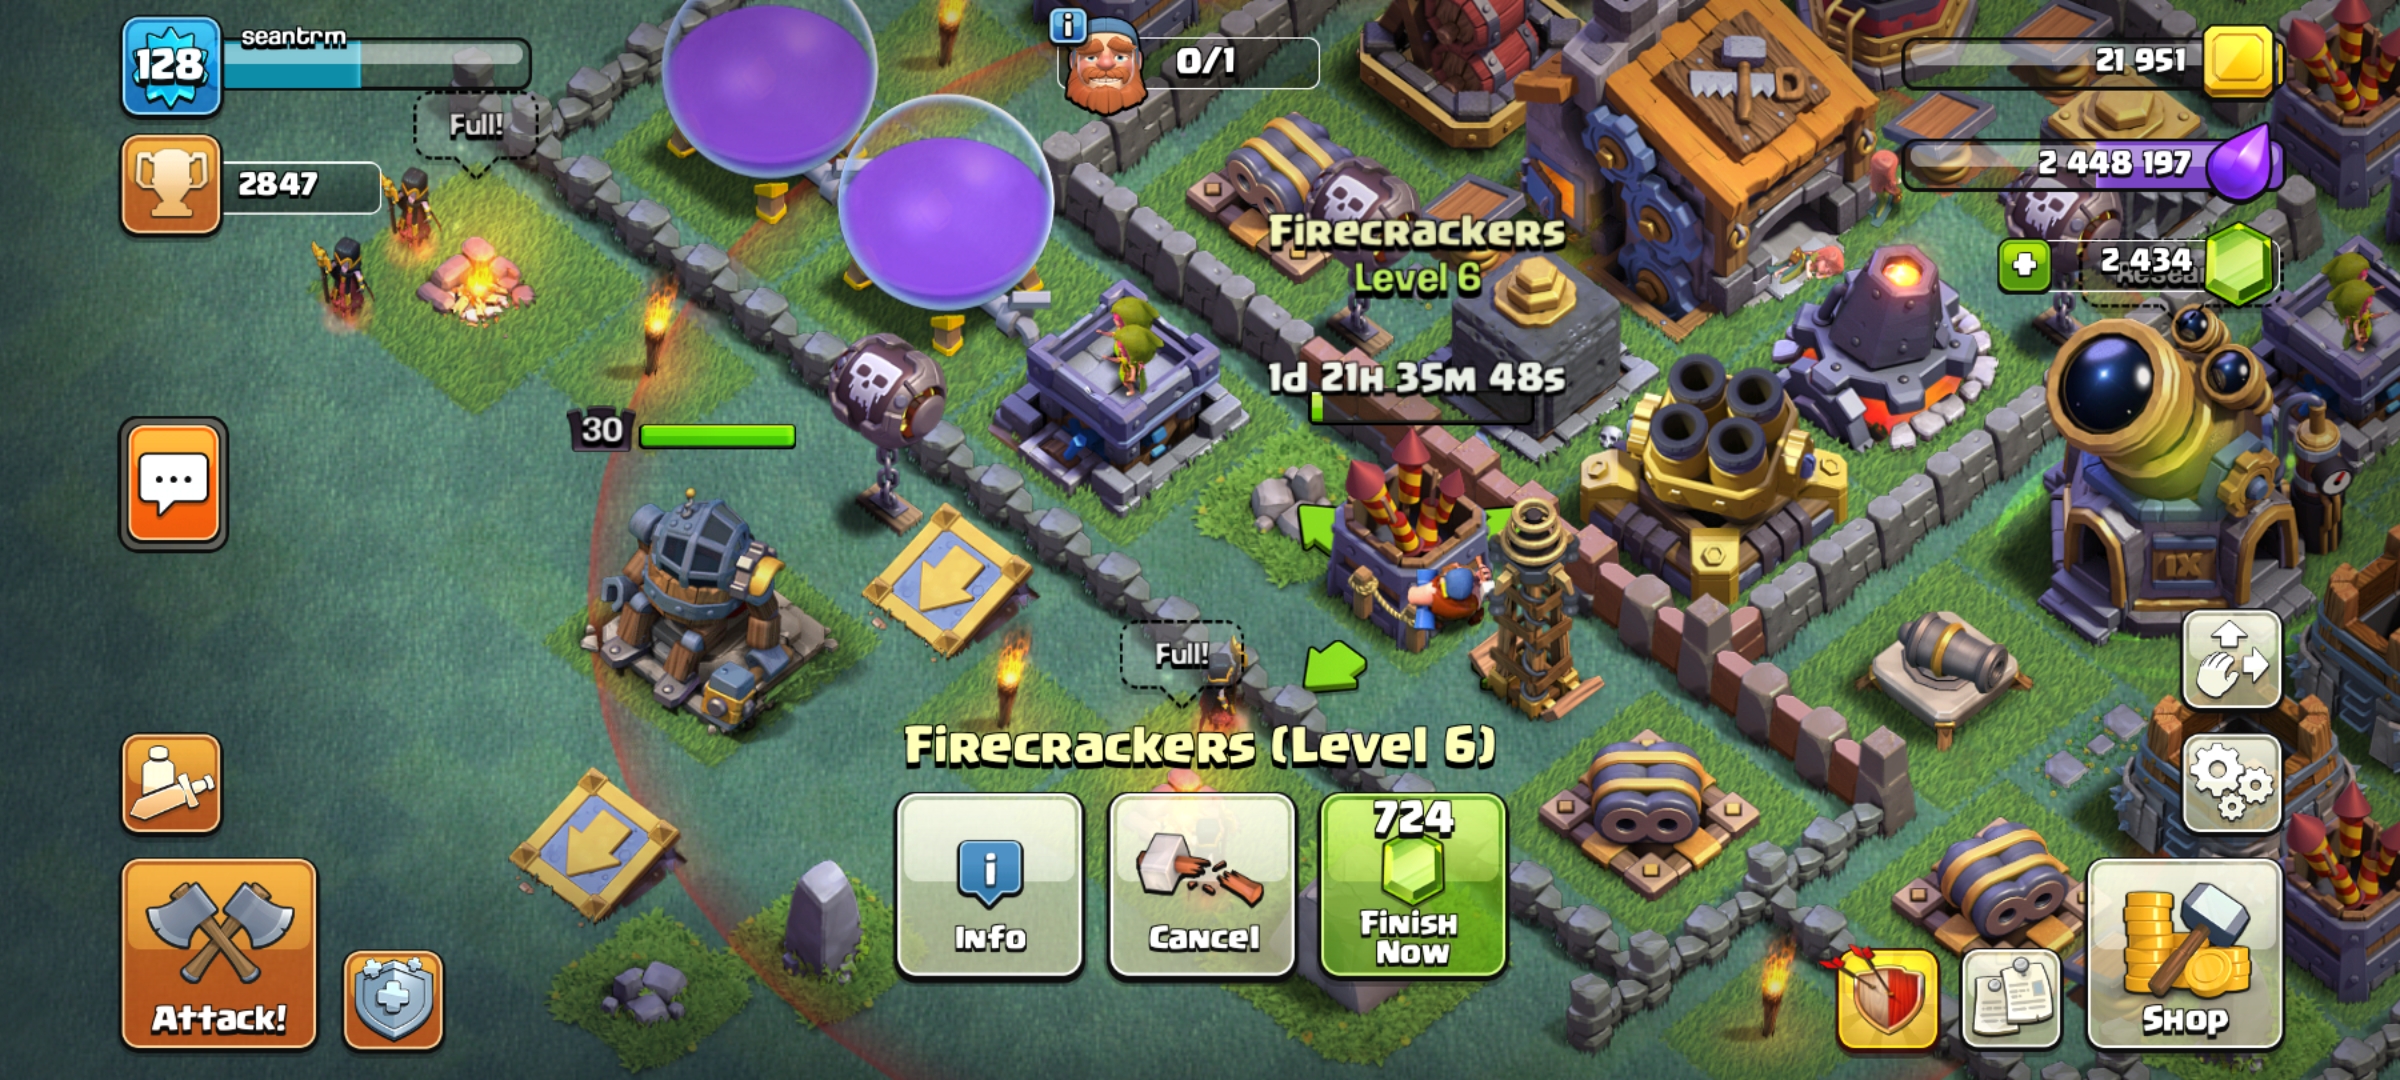 seantrm
128
0/1
21 951
Full!
2 448 197
2847
Firecrackers
Level 6
2 434
1d 21h 35m 48s
30
IX
Full!
Firecrackers (Level 6)
724
Info
Cancel
Finish
Now
Attack!
Shop